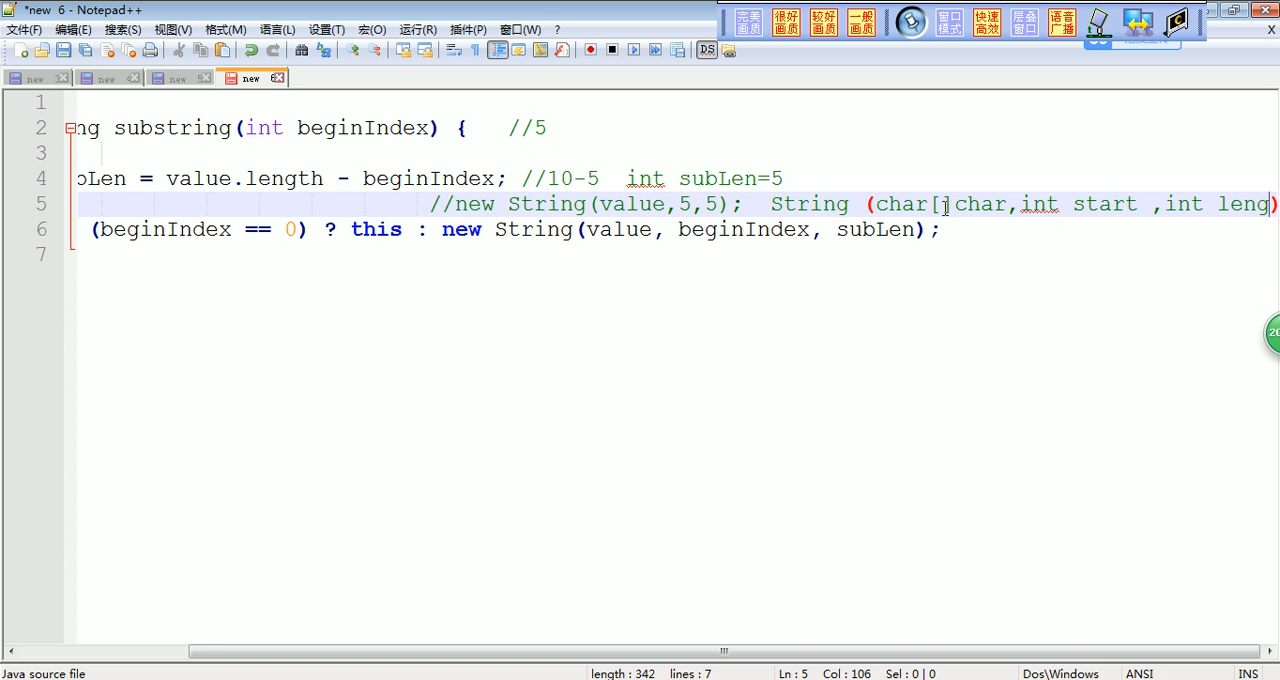 *new 6 - Notepad++
文件(F) 编辑(E) 搜索(S) 视图(V) 格式(M) 语言(L) 设置(T) 宏(O) 运行(R) 插件(P) 窗口(W) ? X
完美画质 很好画质 较好画质 一般画质 窗口模式 快速高效 层叠窗口 语音广播
new 3 new 4 new 5 new 6
1
2 ng substring(int beginIndex) { //5
3
4 bLen = value.length - beginIndex; //10-5 int subLen=5
5 //new String(value,5,5); String (char[]char,int start ,int leng)
6 (beginIndex == 0) ? this : new String(value, beginIndex, subLen);
7
Java source file length : 342 lines : 7 Ln : 5 Col : 106 Sel : 0 | 0 Dos\Windows ANSI INS